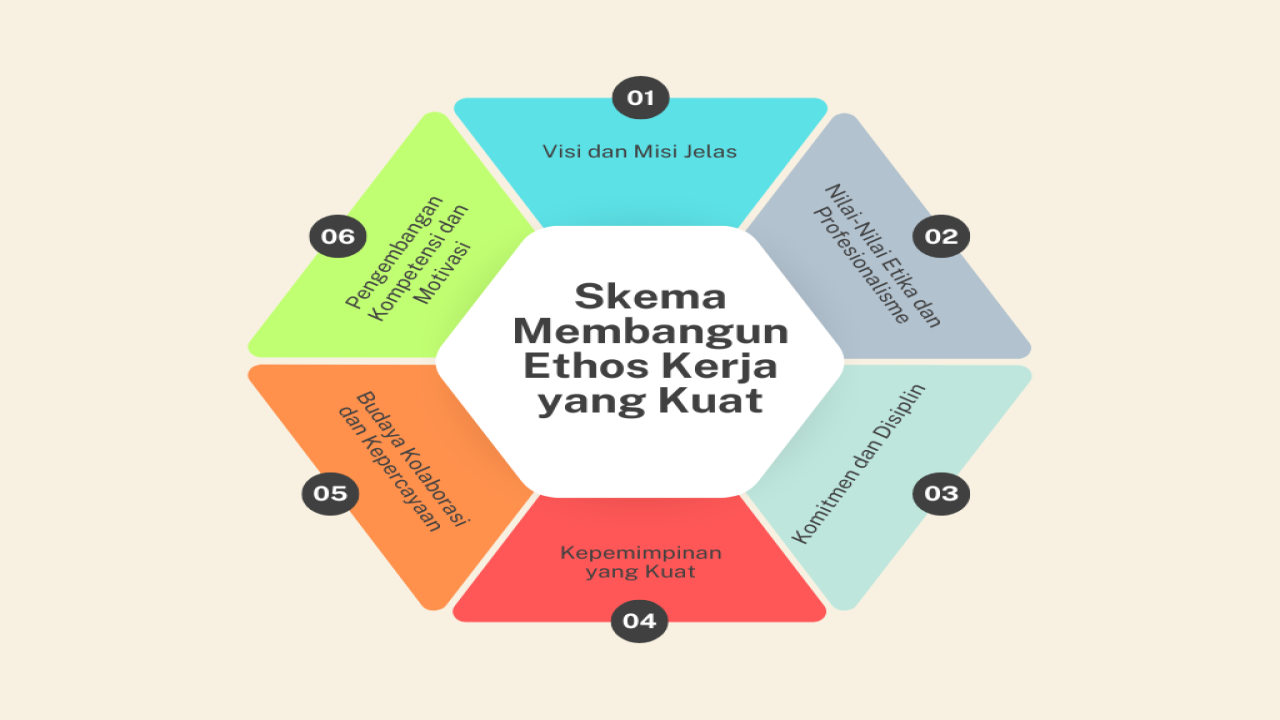 01
Visi dan Misi Jelas
02
Nilai-Nilai Etika dan
Profesionalisme
03
Komitmen dan Disiplin
04
Kepemimpinan
yang Kuat
05
Budaya Kolaborasi
dan Kepercayaan
06
Pengembangan
Kompetensi dan
Motivasi
Skema
Membangun
Ethos Kerja
yang Kuat